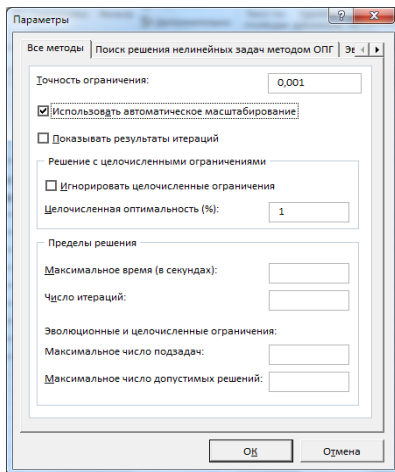 Параметры
Все методы
Поиск решения нелинейных задач методом ОПГ
Эв
Точность ограничения:
0,001
Использовать автоматическое масштабирование
Показывать результаты итераций
Решение с целочисленными ограничениями
Игнорировать целочисленные ограничения
Целочисленная оптимальность (%):
1
Пределы решения
Максимальное время (в секундах):
Число итераций:
Эволюционные и целочисленные ограничения:
Максимальное число подзадач:
Максимальное число допустимых решений:
ОК
Отмена